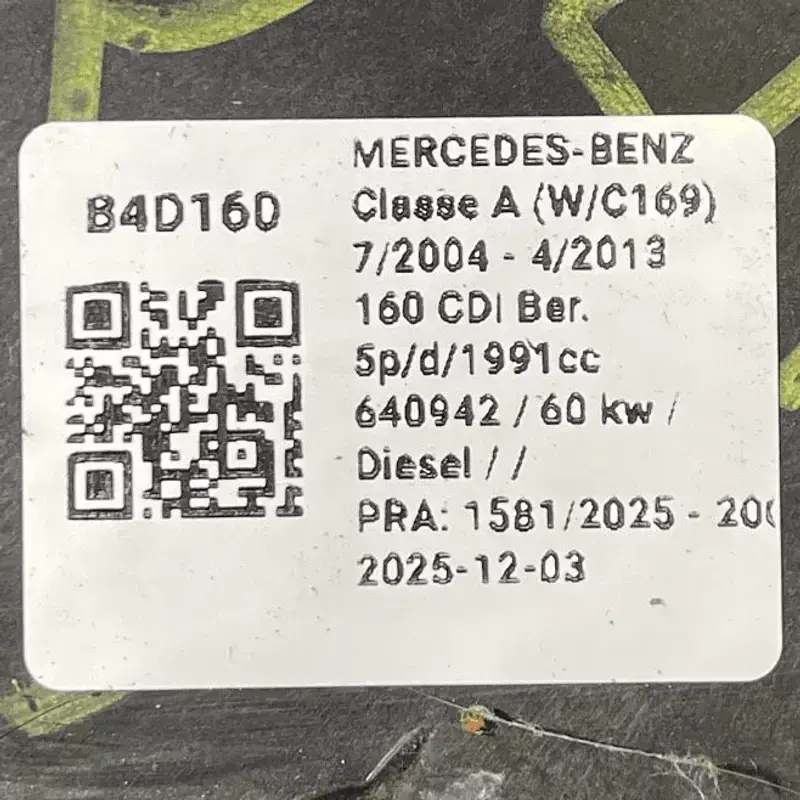 B4D160
MERCEDES-BENZ
Classe A (W/C169)
7/2004 - 4/2013
160 CDI Ber.
5p/d/1991cc
640942 / 60 kw /
Diesel / /
PRA: 1581/2025 - 20
2025-12-03